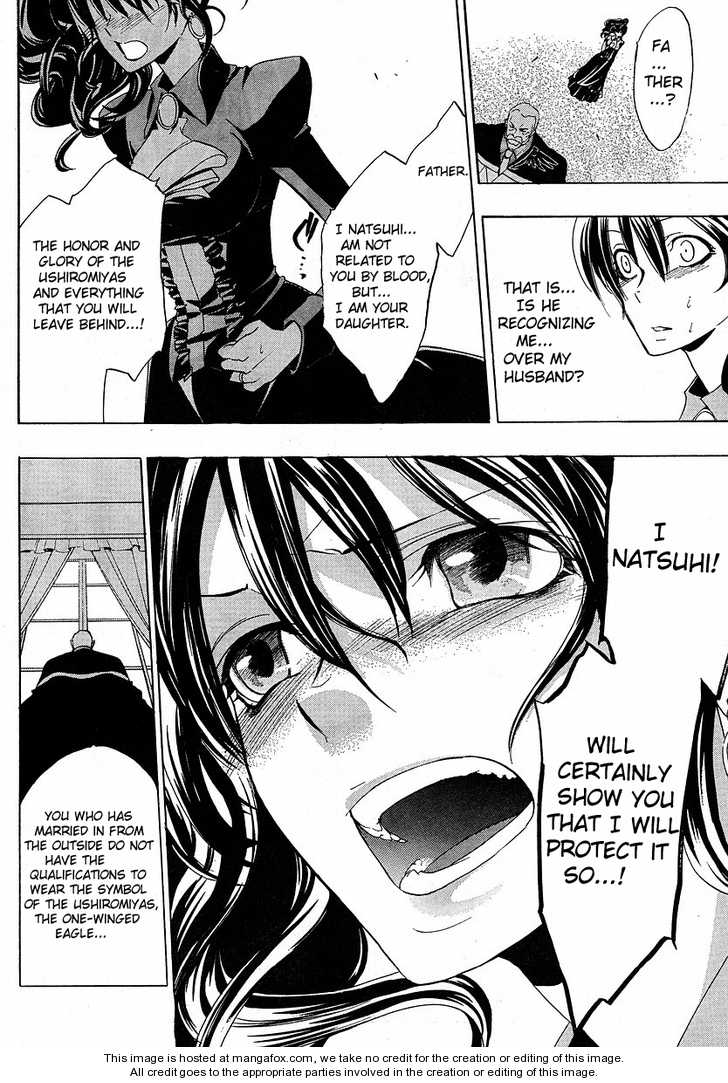 FA
... 
THER
...?
THAT IS...
IS HE
RECOGNIZING
ME...
OVER MY
HUSBAND?
FATHER.
I NATSUHI...
AM NOT
RELATED TO
YOU BY BLOOD,
BUT...
I AM YOUR
DAUGHTER.
THE HONOR AND
GLORY OF THE
USHIROMIYAS
AND EVERYTHING
THAT YOU WILL
LEAVE BEHIND...!
I
NATSUHI!
WILL
CERTAINLY
SHOW YOU
THAT I WILL
PROTECT IT
SO...!
YOU WHO HAS
MARRIED IN FROM
THE OUTSIDE DO NOT
HAVE THE
QUALIFICATIONS TO
WEAR THE SYMBOL
OF THE USHIROMIYAS,
THE ONE-WINGED
EAGLE...
This image is hosted at mangafox.com, we take no credit for the creation or editing of this image.
All credit goes to the appropriate parties involved in the creation or editing of this image.